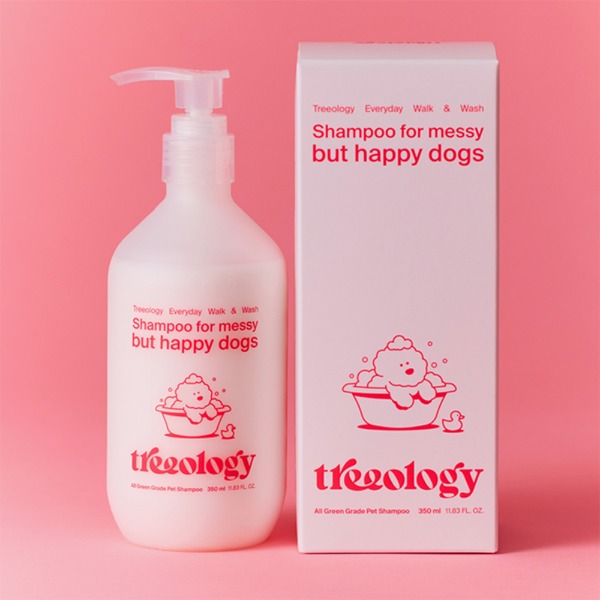 Treeology Everyday Walk & Wash
Shampoo for messy
but happy dogs
treeology
All Green Grade Pet Shampoo 350 ml 11.83 FL. OZ.
Treeology Everyday Walk & Wash
Shampoo for messy
but happy dogs
treeology
All Green Grade Pet Shampoo 350 ml 11.83 FL. OZ.